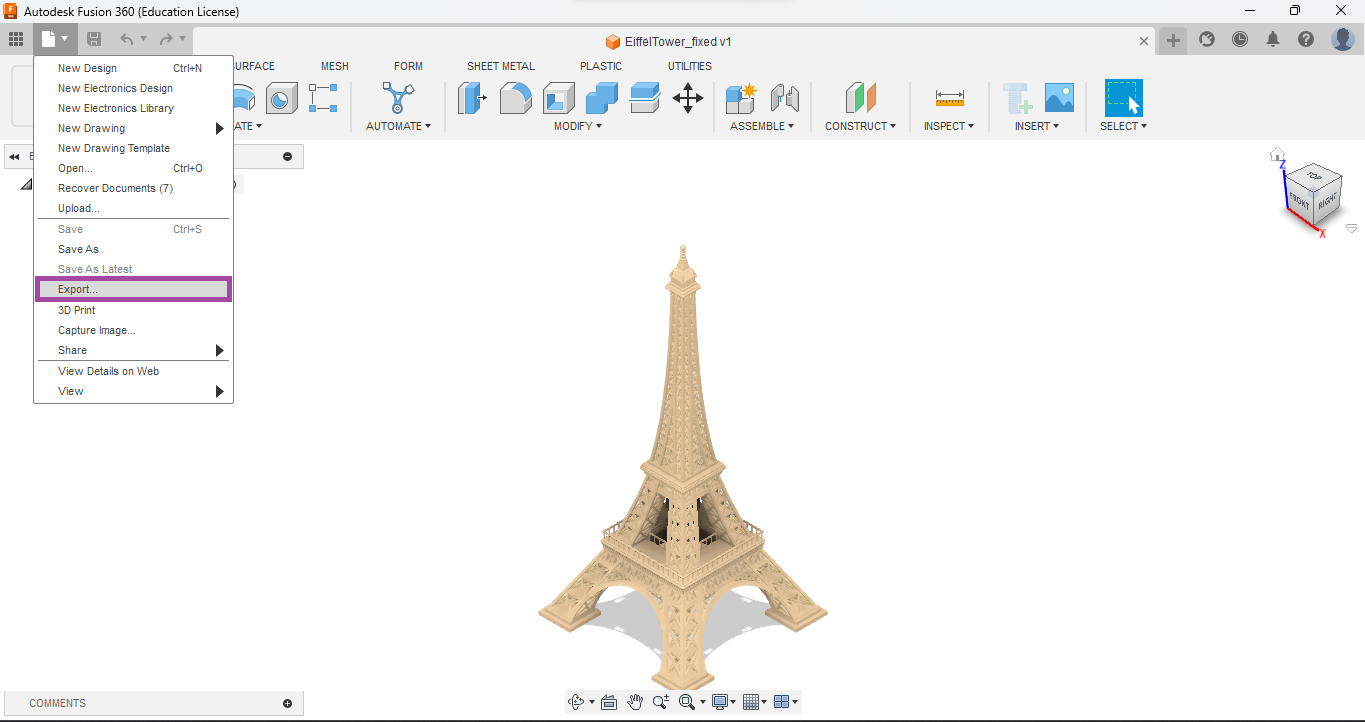 Autodesk Fusion 360 (Education License)
EiffelTower_fixed v1
URFACE MESH FORM SHEET METAL PLASTIC UTILITIES
ATE AUTOMATE MODIFY ASSEMBLE CONSTRUCT INSPECT INSERT SELECT
New Design Ctrl+N
New Electronics Design
New Electronics Library
New Drawing
New Drawing Template
Open... Ctrl+O
Recover Documents (7)
Upload...
Save Ctrl+S
Save As
Save As Latest
Export...
3D Print
Capture Image...
Share
View Details on Web
View
Z
TOP
FRONT RIGHT
X
COMMENTS